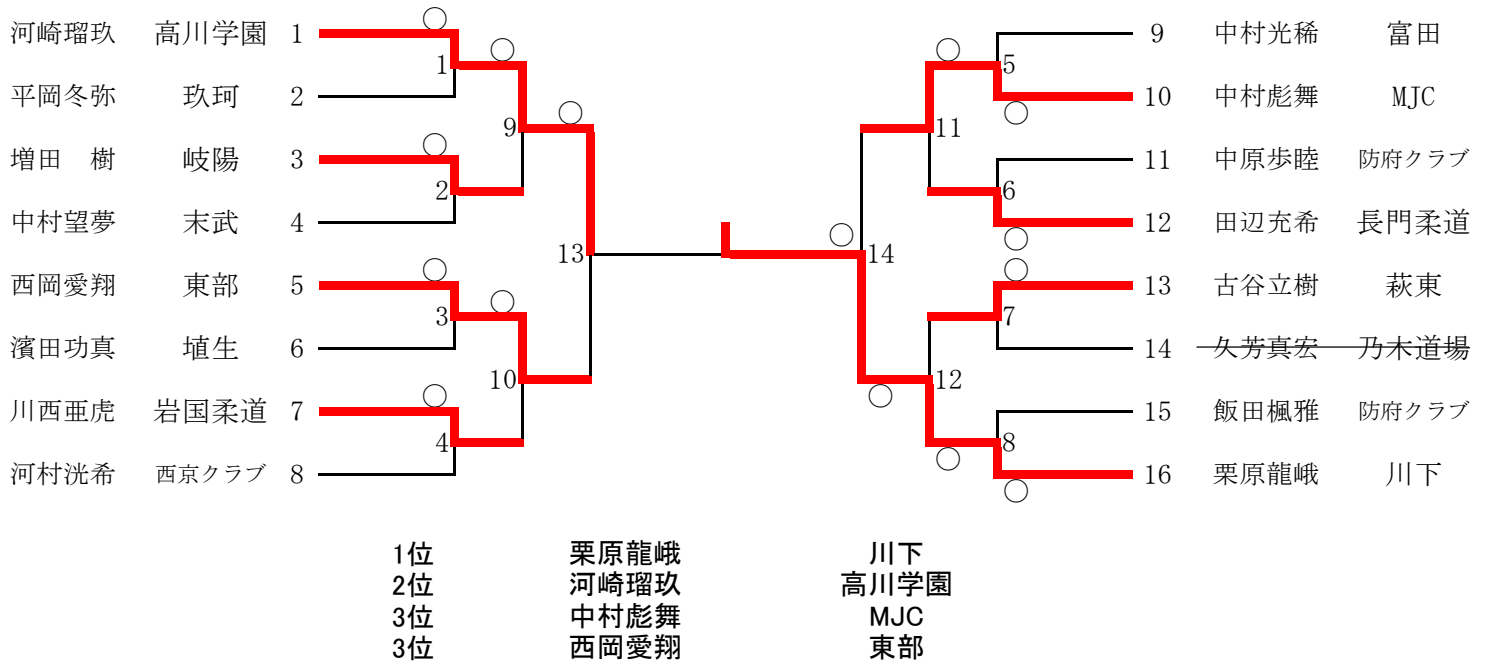 河崎瑠玖 高川学園 1
平岡冬弥 玖珂 2
増田 樹 岐陽 3
中村望夢 末武 4
西岡愛翔 東部 5
濱田功真 埴生 6
川西亜虎 岩国柔道 7
河村洸希 西京クラブ 8
1
2
3
4
9
10
13
14
11
12
5
6
7
8
9 中村光稀 富田
10 中村彪舞 MJC
11 中原歩睦 防府クラブ
12 田辺充希 長門柔道
13 古谷立樹 萩東
14 久芳真宏 乃木道場
15 飯田楓雅 防府クラブ
16 栗原龍峨 川下
1位 栗原龍峨 川下
2位 河崎瑠玖 高川学園
3位 中村彪舞 MJC
3位 西岡愛翔 東部